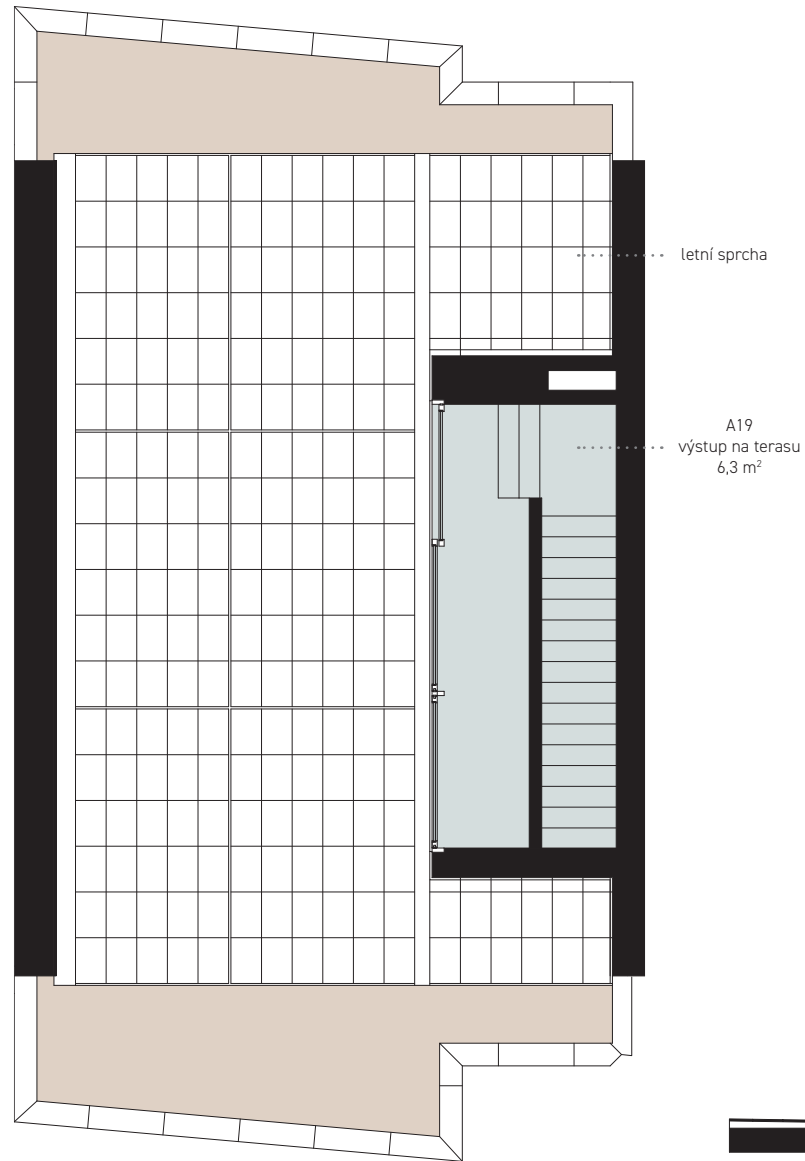 letní sprcha
A19
výstup na terasu
6,3 m²